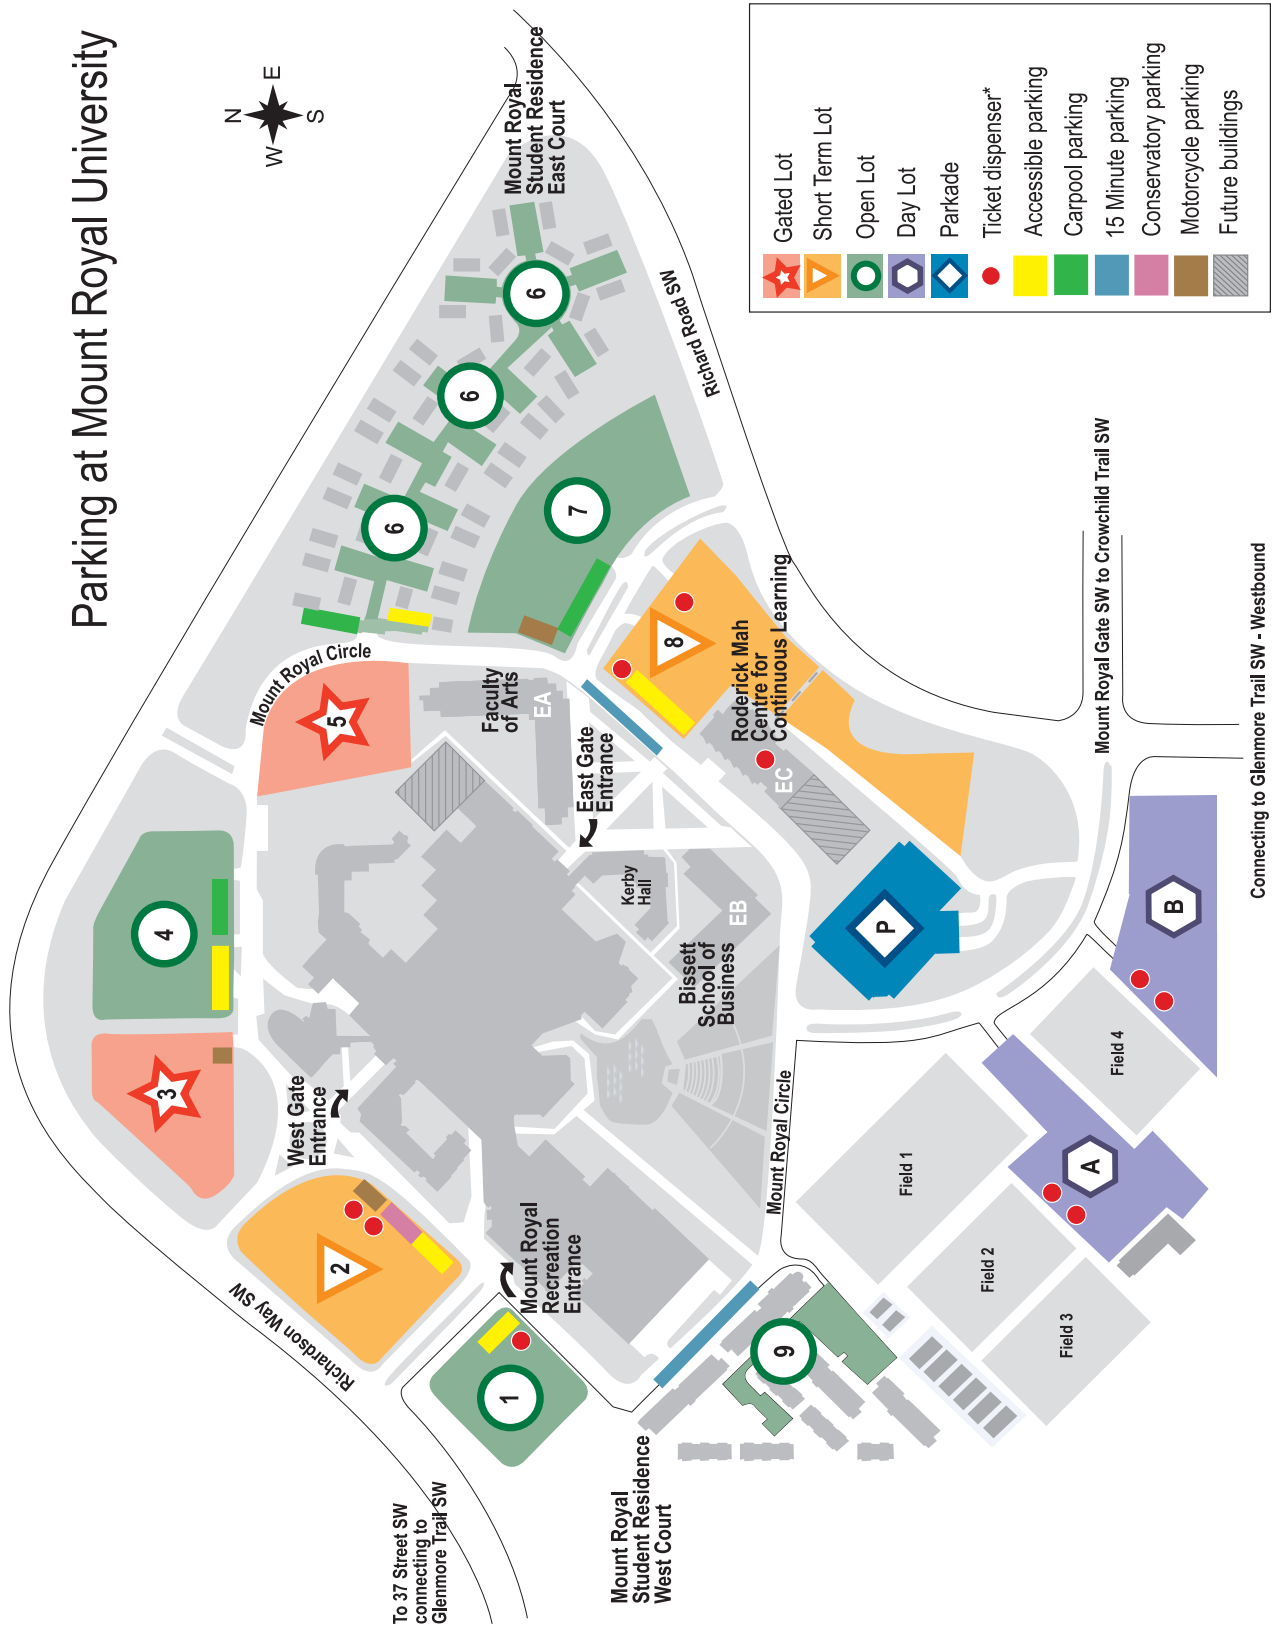 Parking at Mount Royal University
N
E
S
W
Gated Lot
Short Term Lot
Open Lot
Day Lot
Parkade
Ticket dispenser*
Accessible parking
Carpool parking
15 Minute parking
Conservatory parking
Motorcycle parking
Future buildings
Mount Royal
Student Residence
East Court
6
6
6
7
Richard Road SW
Mount Royal Circle
5
Faculty
of Arts
EA
8
Roderick Mah
Centre for
Continuous Learning
EC
East Gate
Entrance
4
3
Kerby
Hall
EB
Bissett
School of
Business
P
West Gate
Entrance
2
Richardson Way SW
Mount Royal
Recreation
Entrance
1
Mount Royal Circle
9
Mount Royal
Student Residence
West Court
To 37 Street SW
connecting to
Glenmore Trail SW
Field 1
Field 2
Field 3
Field 4
A
B
Mount Royal Gate SW to Crowchild Trail SW
Connecting to Glenmore Trail SW - Westbound